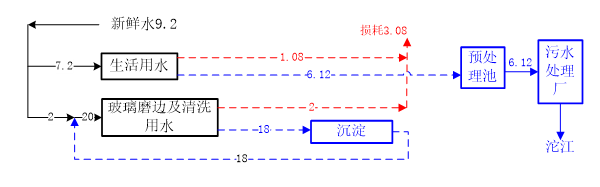 新鲜水9.2
损耗3.08
7.2
生活用水
1.08
6.12
预处
理池
6.12
污水
处理
厂
2
20
玻璃磨边及清洗
用水
2
18
沉淀
18
沱江